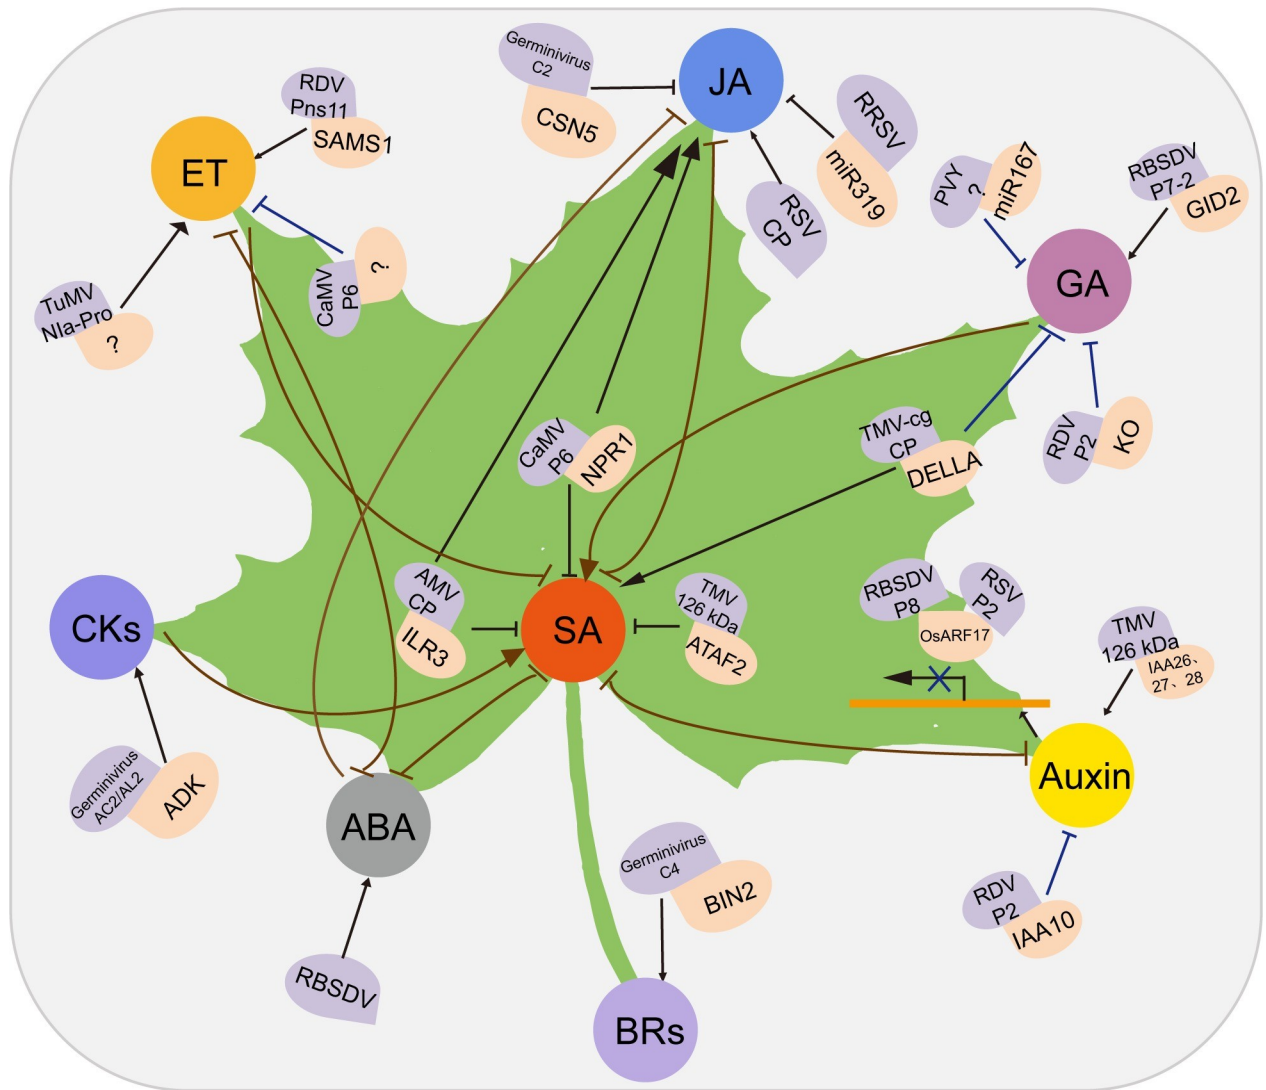 Germinivirus
C2
CSN5
JA
RDV
Pns11
SAMS1
ET
RRSV
miR319
RSV
CP
PVY
?
miR167
RBSDV
P7-2
GID2
GA
CaMV
P6
?
TuMV
NIa-Pro
?
CaMV
P6
NPR1
TMV-cg
CP
DELLA
RDV
P2
KO
AMV
CP
ILR3
SA
TMV
126 kDa
ATAF2
RBSDV
P8
RSV
P2
OsARF17
TMV
126 kDa
IAA26、
27、28
CKs
Germinivirus
AC2/AL2
ADK
ABA
RBSDV
Auxin
RDV
P2
IAA10
Germinivirus
C4
BIN2
BRs